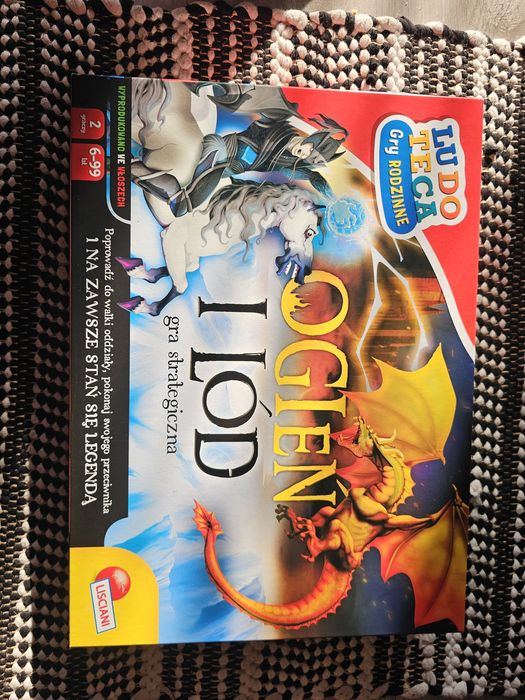 LUDO
TECA
Gry RODZINNE
OGIEŃ
I LÓD
gra strategiczna
WYPRODUKOWANO WE WŁOSZECH
2
graczy
6-99
lat
Poprowadź do walki oddziały, pokonaj swojego przeciwnika
I NA ZAWSZE STAŃ SIĘ LEGENDĄ
LISCIANI